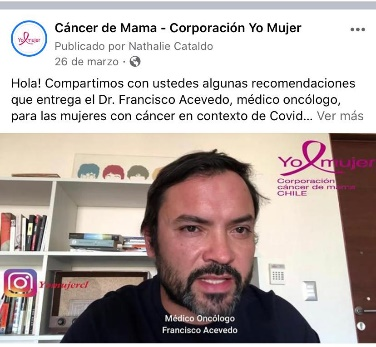 Cáncer de Mama - Corporación Yo Mujer
Publicado por Nathalie Cataldo
26 de marzo ·
Hola! Compartimos con ustedes algunas recomendaciones
que entrega el Dr. Francisco Acevedo, médico oncólogo,
para las mujeres con cáncer en contexto de Covid... Ver más
Yo mujer
Corporación
cáncer de mama
CHILE
Yomujercl
Médico Oncólogo
Francisco Acevedo